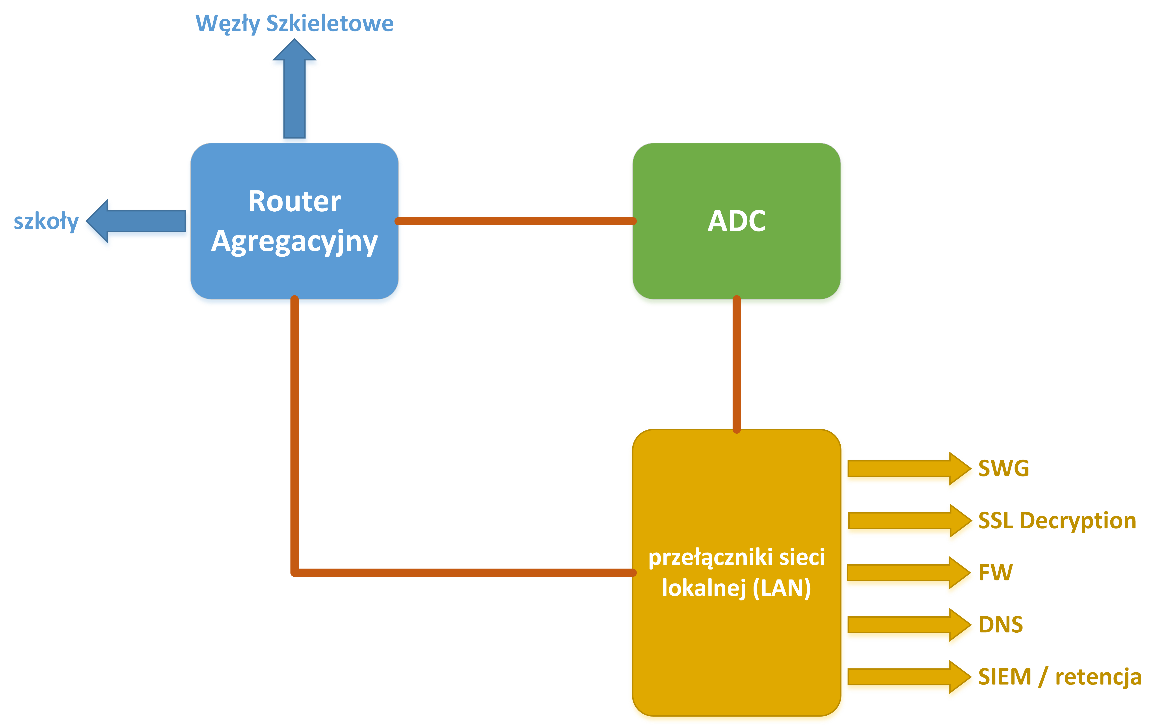 Węzły Szkieletowe
szkoły
Router
Agregacyjny
ADC
przełączniki sieci
lokalnej (LAN)
SWG
SSL Decryption
FW
DNS
SIEM / retencja